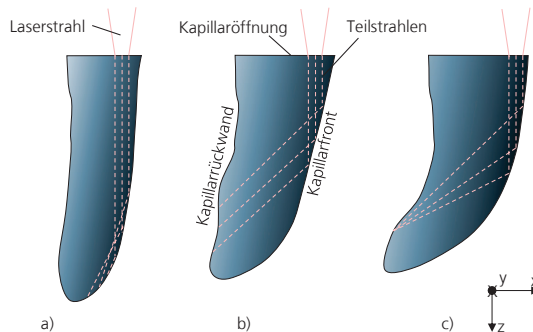 Laserstrahl
Kapillaröffnung
Teilstrahlen
Kapillarrückwand
Kapillarfront
a)
b)
c)
y
x
z